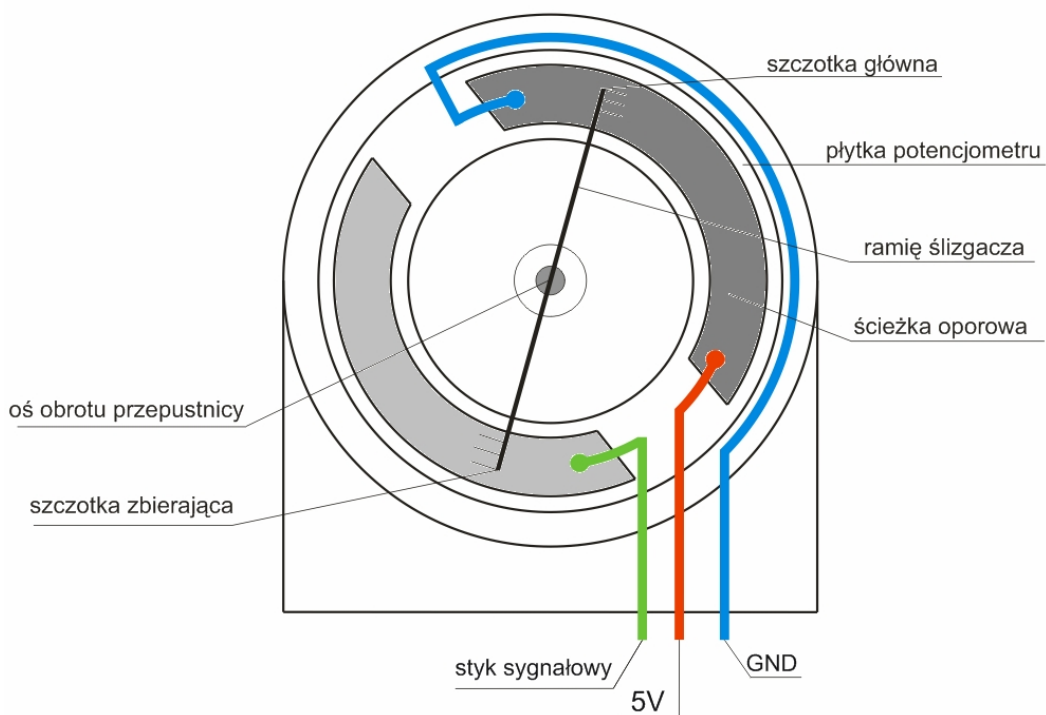 szczotka główna
płytka potencjometru
ramię ślizgacza
ścieżka oporowa
oś obrotu przepustnicy
szczotka zbierająca
styk sygnałowy
GND
5V